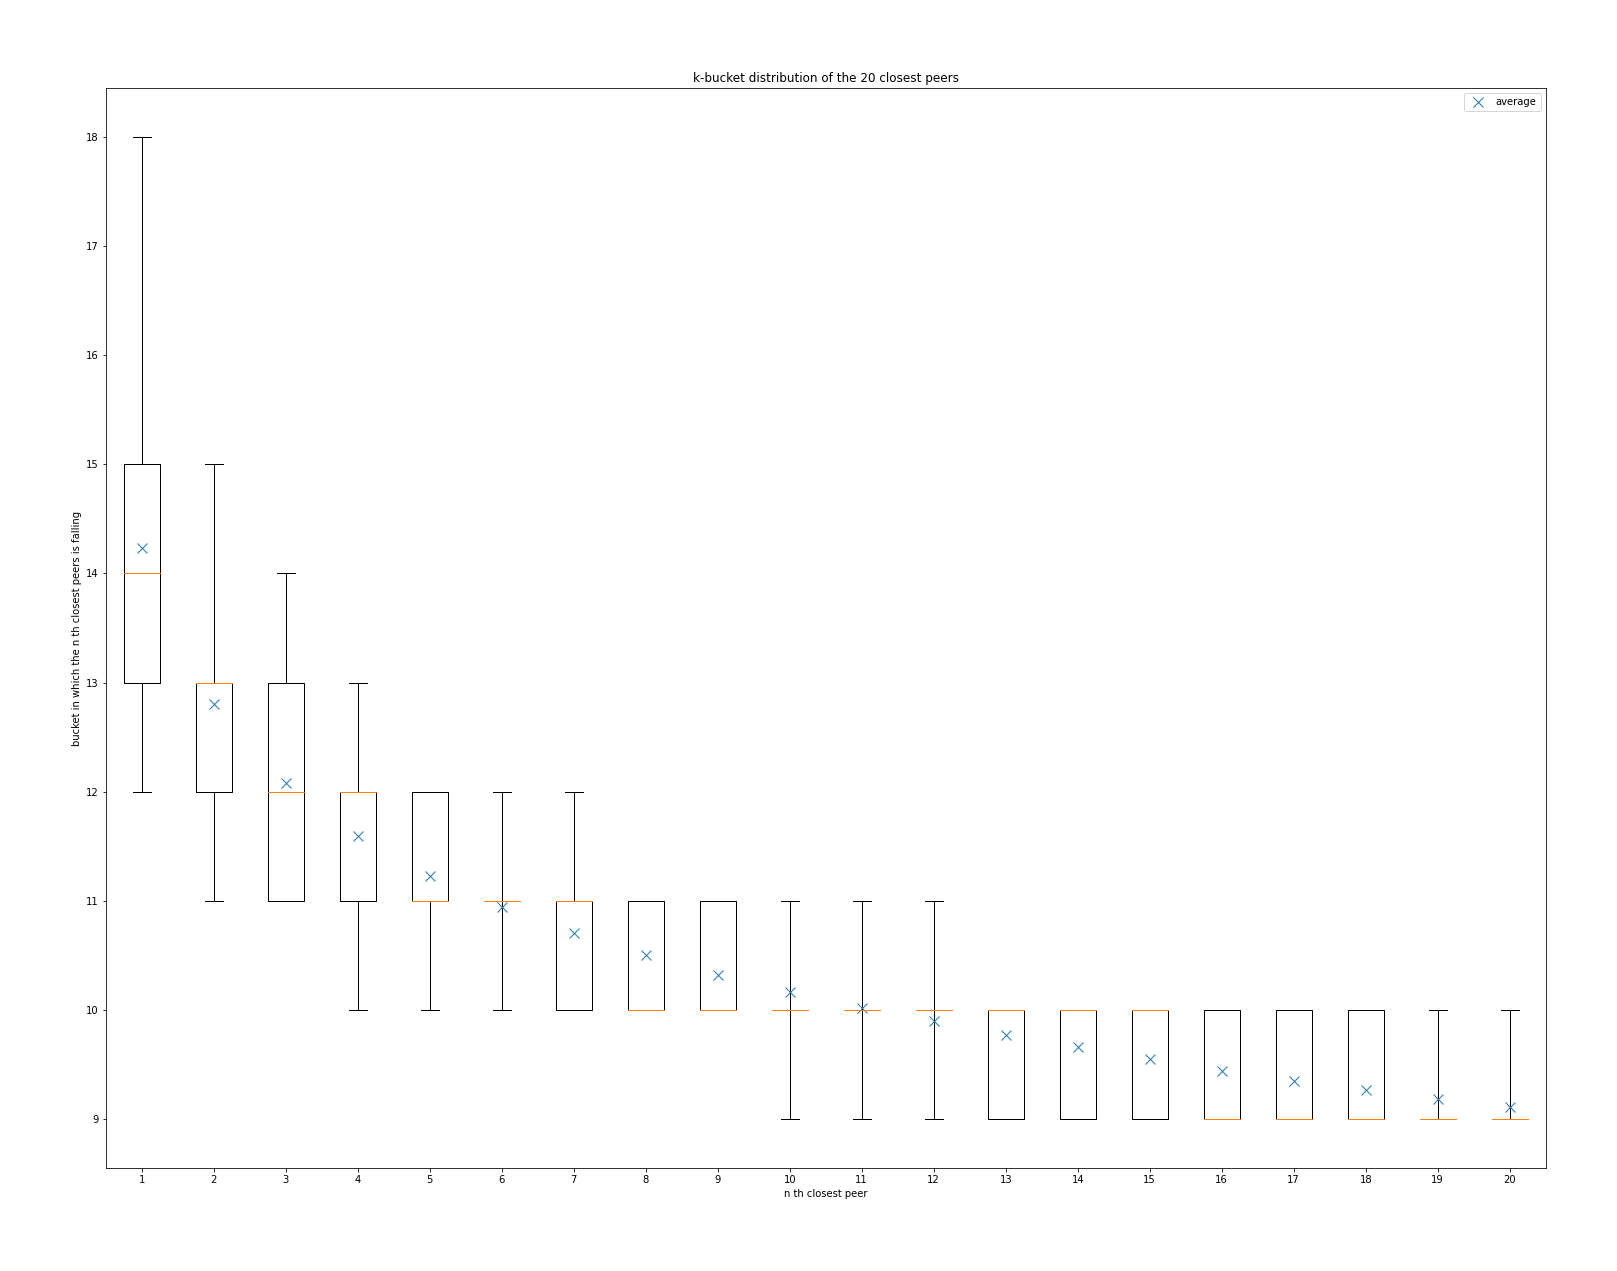 k-bucket distribution of the 20 closest peers
average
18
17
16
15
14
13
12
11
10
9
bucket in which the n th closest peers is falling
1 2 3 4 5 6 7 8 9 10 11 12 13 14 15 16 17 18 19 20
n th closest peer